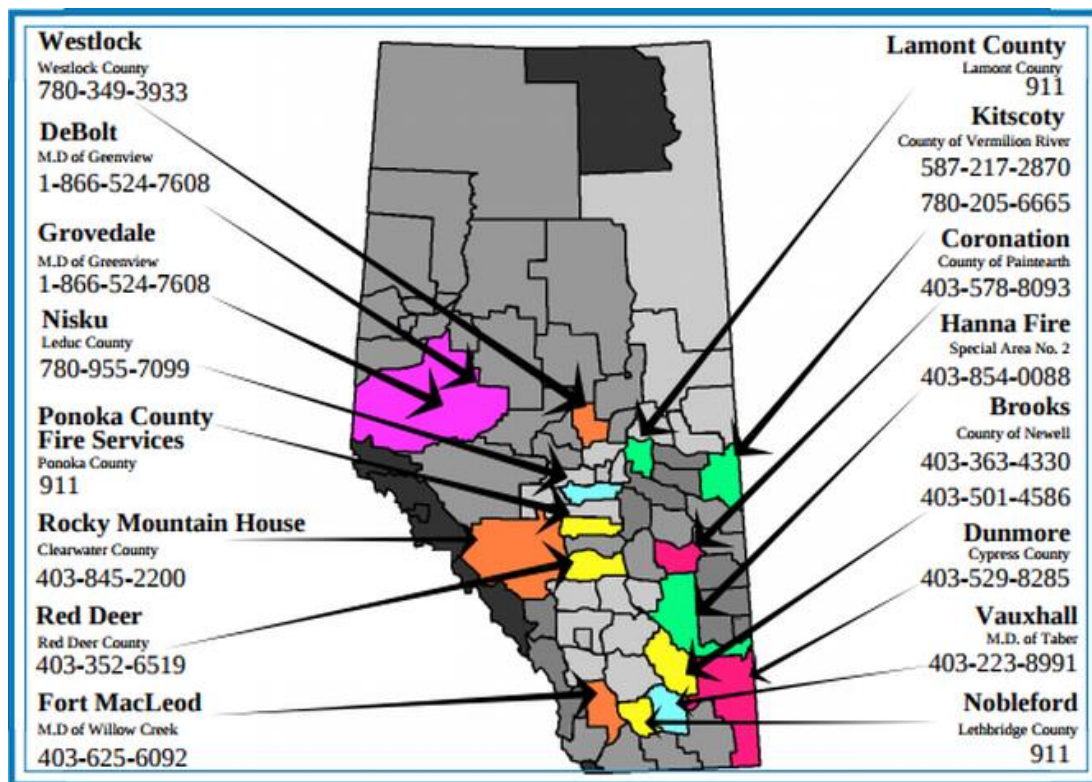 Westlock
Westlock County
780-349-3933
DeBolt
M.D of Geenview
1-866-524-7608
Grovedale
M.D of Greenview
1-866-524-7608
Nisku
Leduc County
780-955-7099
Ponoka County
Fire Services
Ponoka County
911
Rocky Mountain House
Clearwater County
403-845-2200
Red Deer
Red Deer County
403-352-6519
Fort MacLeod
M.D of Willow Creek
403-625-6092
Lamont County
Lamont County
911
Kitscoty
County of Vermilion River
587-217-2870
780-205-6665
Coronation
County of Paintearth
403-578-8093
Hanna Fire
Special Area No. 2
403-854-0088
Brooks
County of Newell
403-363-4330
403-501-4586
Dunmore
Cypress County
403-529-8285
Vauxhall
M.D. of Taber
403-223-8991
Nobleford
Lethbridge County
911